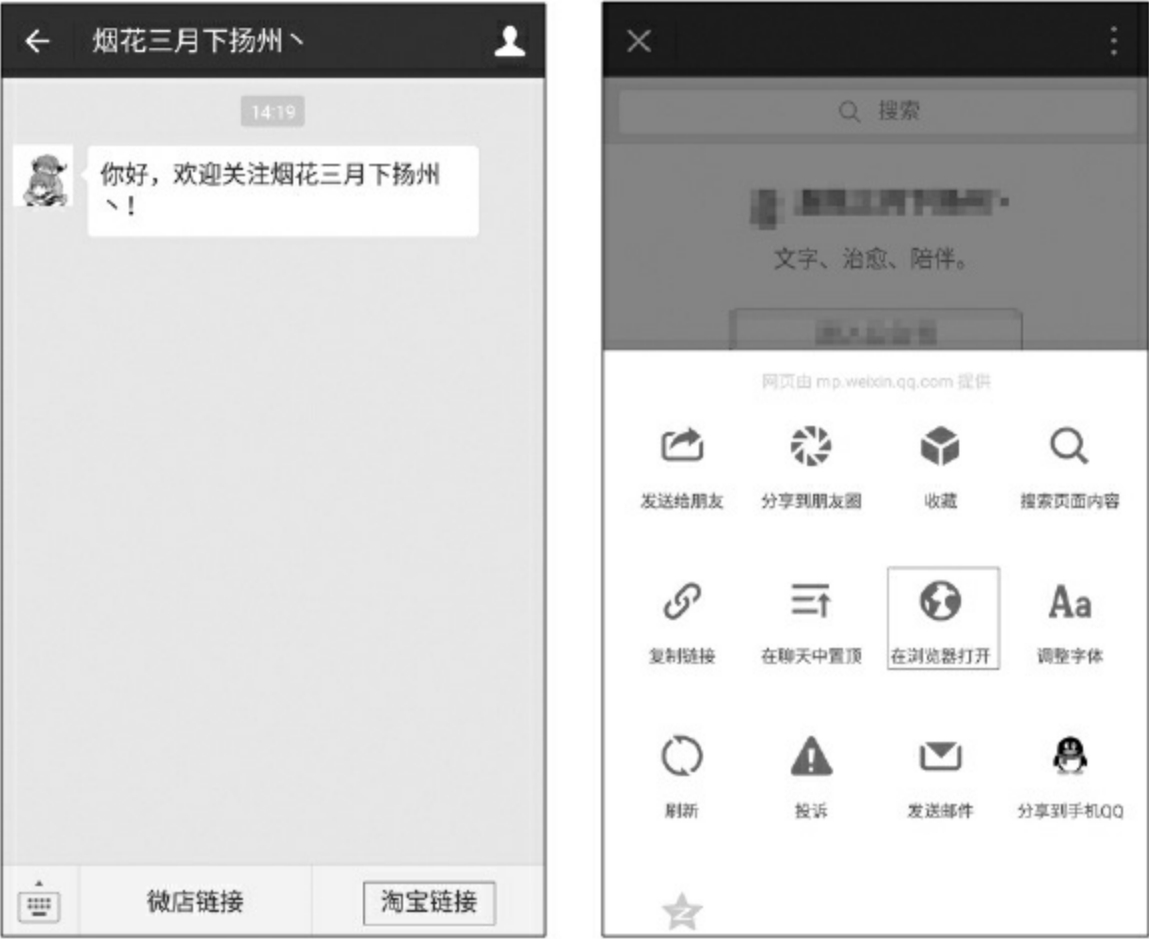 烟花三月下扬州丶
14:19
你好，欢迎关注烟花三月下扬州
丶！
微店链接
淘宝链接
搜索
文字、治愈、陪伴。
网页由 mp.weixin.qq.com 提供
发送给朋友
分享到朋友圈
收藏
搜索页面内容
复制链接
在聊天中置顶
在浏览器打开
Aa
调整字体
刷新
投诉
发送邮件
分享到手机QQ